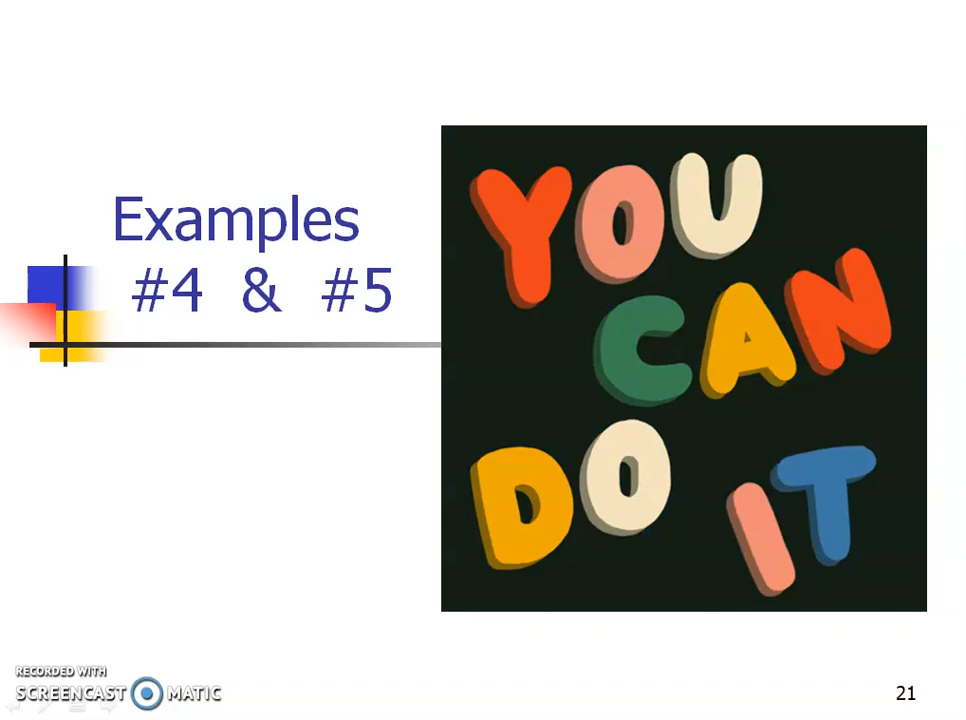 Examples
#4 & #5
YOU
CAN
DO IT
RECORDED WITH
SCREENCAST MATIC
21